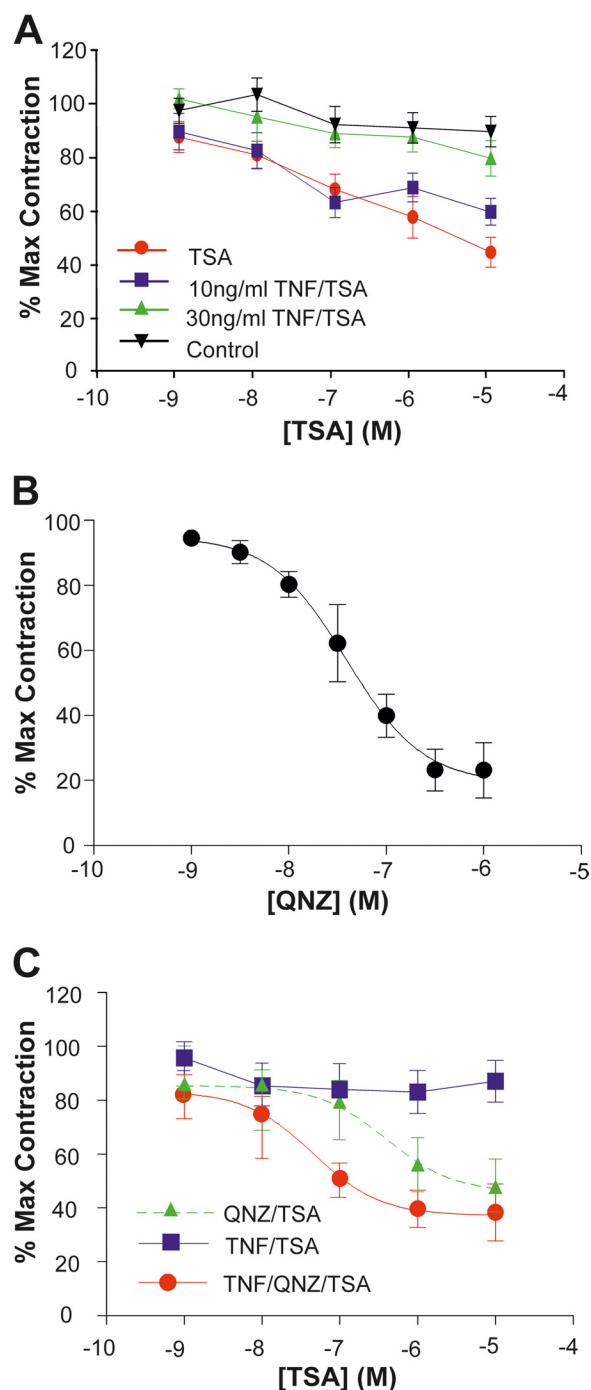 A
120
100
80
60
40
20
0
% Max Contraction
TSA
10ng/ml TNF/TSA
30ng/ml TNF/TSA
Control
-10 -9 -8 -7 -6 -5 -4
[TSA] (M)
B
100
80
60
40
20
0
% Max Contraction
-10 -9 -8 -7 -6 -5
[QNZ] (M)
C
120
100
80
60
40
20
0
% Max Contraction
QNZ/TSA
TNF/TSA
TNF/QNZ/TSA
-10 -9 -8 -7 -6 -5 -4
[TSA] (M)